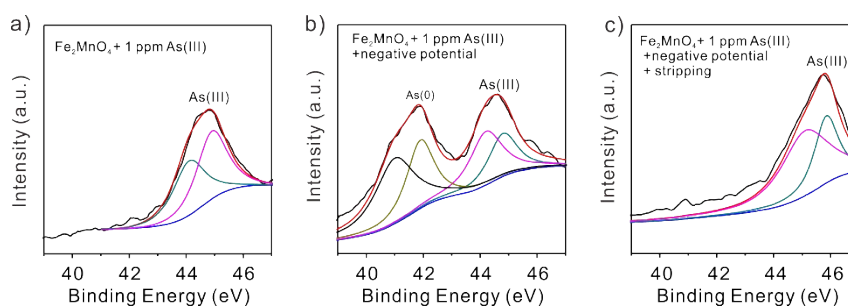 a)
Fe₂MnO₄ + 1 ppm As(III)
As(III)
Intensity (a.u.)
40 42 44 46
Binding Energy (eV)
b)
Fe₂MnO₄ + 1 ppm As(III)
+negative potential
As(0)
As(III)
Intensity (a.u.)
40 42 44 46
Binding Energy (eV)
c)
Fe₂MnO₄ + 1 ppm As(III)
+negative potential
+ stripping
As(III)
Intensity (a.u.)
40 42 44 46
Binding Energy (eV)